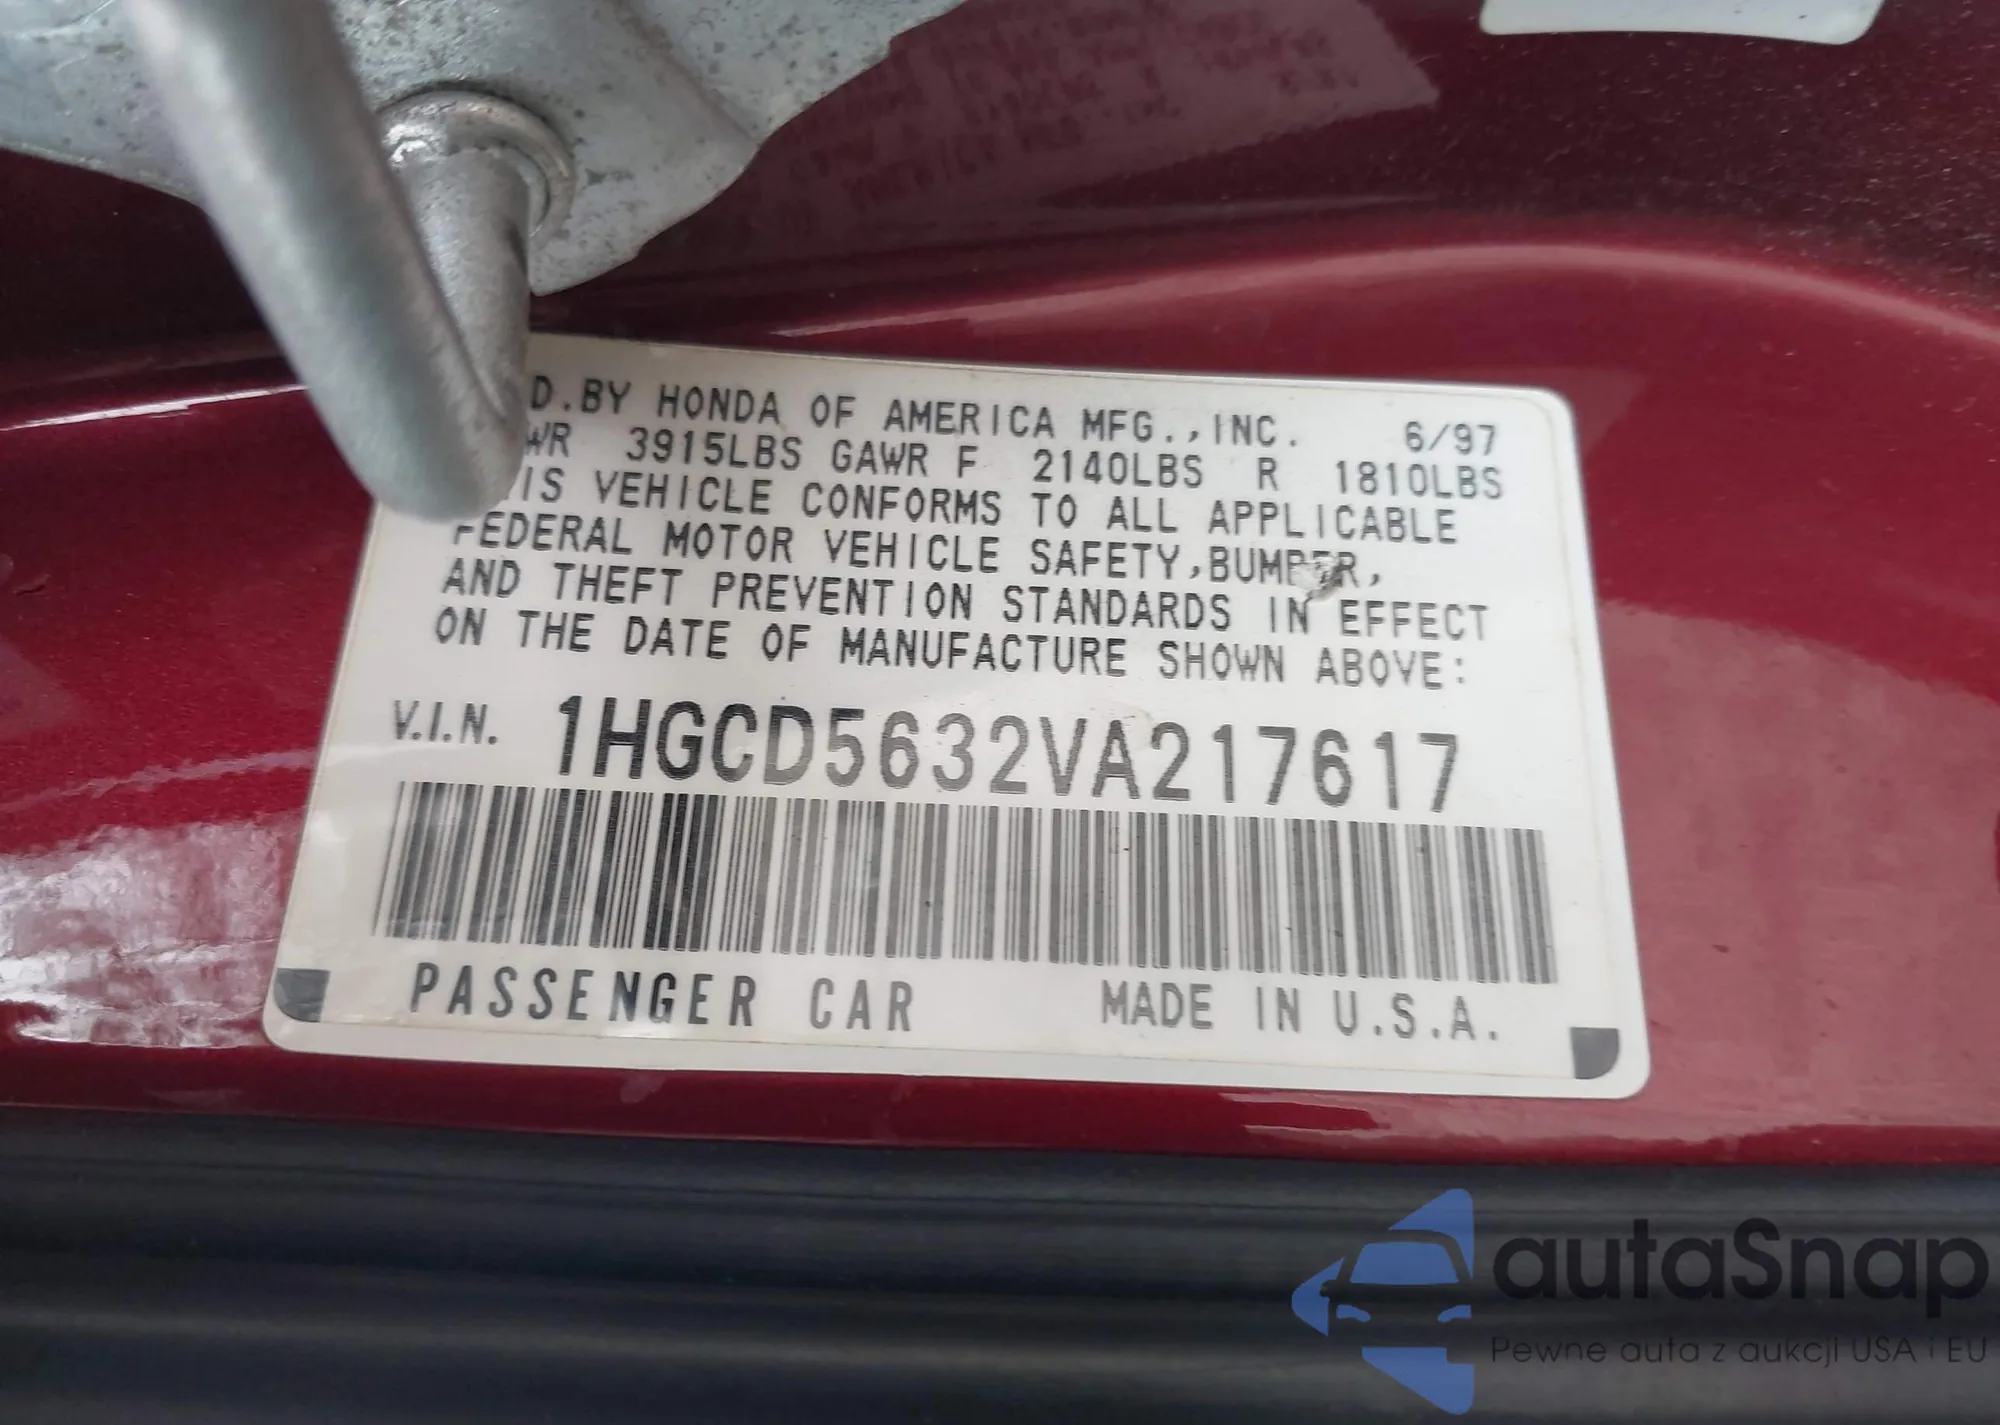 D.BY HONDA OF AMERICA MFG.,INC. 6/97
WR 3915LBS GAWR F 2140LBS R 1810LBS
IS VEHICLE CONFORMS TO ALL APPLICABLE
FEDERAL MOTOR VEHICLE SAFETY,BUMPER,
AND THEFT PREVENTION STANDARDS IN EFFECT
ON THE DATE OF MANUFACTURE SHOWN ABOVE:
V.I.N. 1HGCD5632VA217617
PASSENGER CAR MADE IN U.S.A.
autaSnap
Pewne auta z aukcji USA i EU